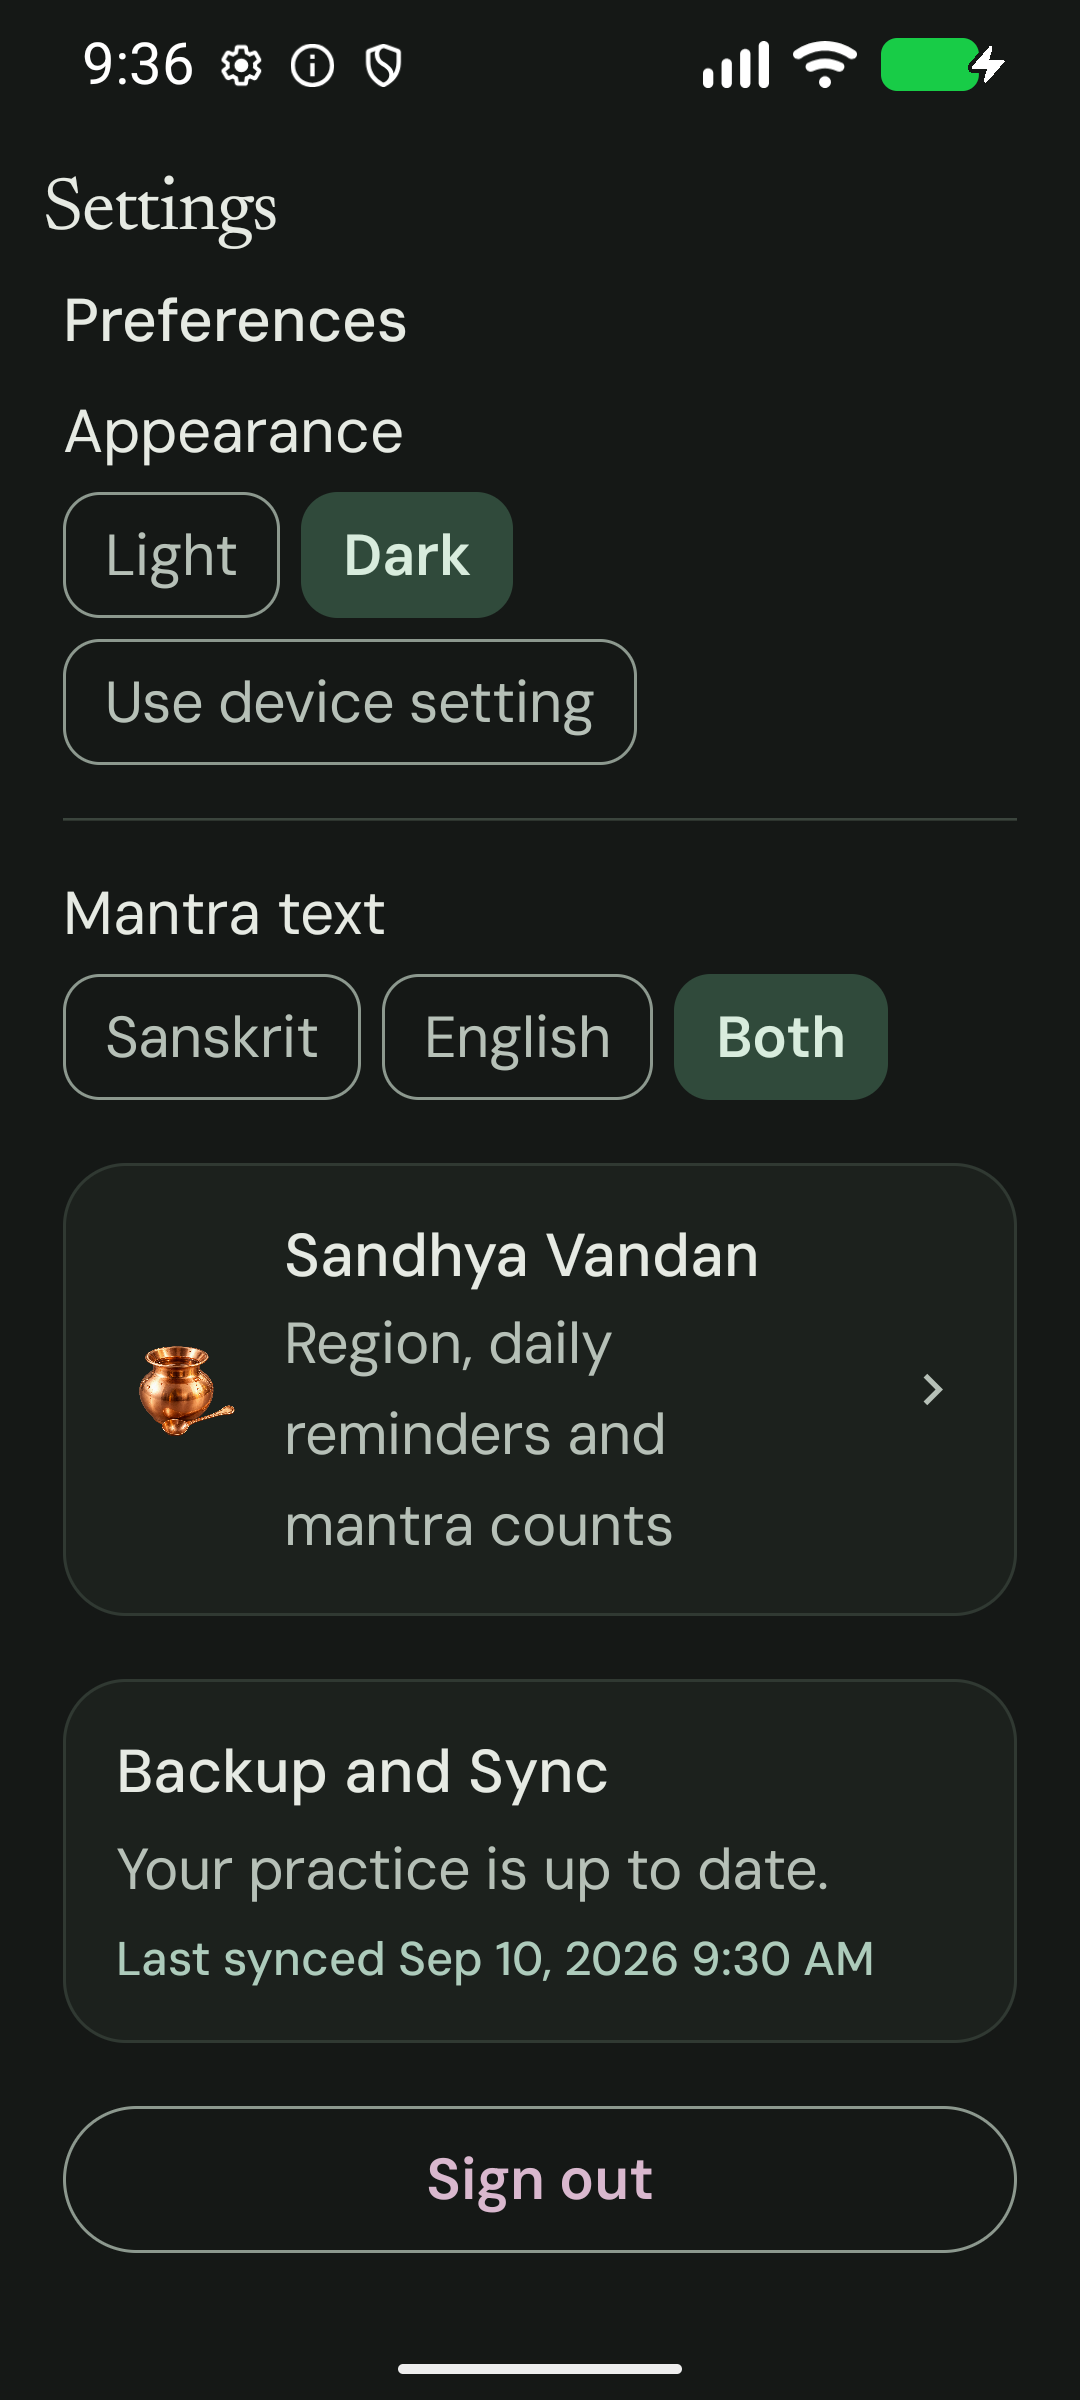 9:36
Settings
Preferences
Appearance
Light Dark
Use device setting
Mantra text
Sanskrit English Both
Sandhya Vandan
Region, daily
reminders and
mantra counts
Backup and Sync
Your practice is up to date.
Last synced Sep 10, 2026 9:30 AM
Sign out